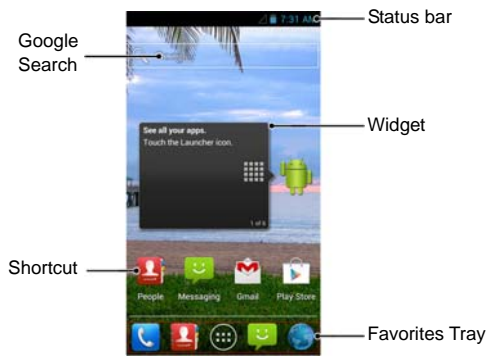 Status bar
7:31 AM
Google
Search
Widget
See all your apps.
Touch the Launcher icon.
1 of 6
Shortcut
People Messaging Gmail Play Store
Favorites Tray